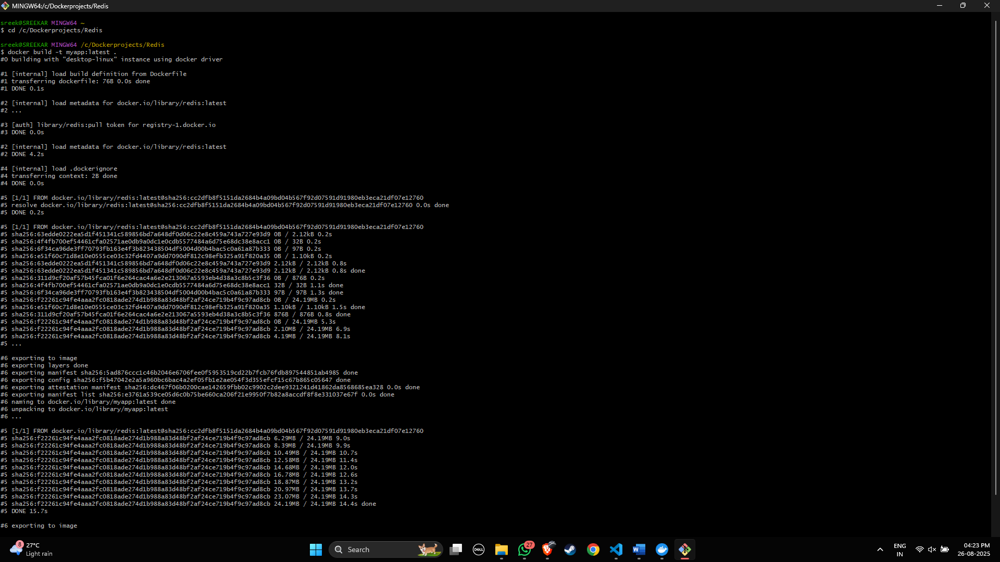 MINGW64:/c/Dockerprojects/Redis
sreek@SREEKAR MINGW64 ~
$ cd /c/Dockerprojects/Redis
sreek@SREEKAR MINGW64 /c/Dockerprojects/Redis
$ docker build -t myapp:latest .
#0 building with "desktop-linux" instance using docker driver
#1 [internal] load build definition from Dockerfile
#1 transferring dockerfile: 76B 0.0s done
#1 DONE 0.1s
#2 [internal] load metadata for docker.io/library/redis:latest
#2 ...
#3 [auth] library/redis:pull token for registry-1.docker.io
#3 DONE 0.0s
#2 [internal] load metadata for docker.io/library/redis:latest
#2 DONE 4.2s
#4 [internal] load .dockerignore
#4 transferring context: 2B done
#4 DONE 0.0s
#5 [1/1] FROM docker.io/library/redis:latest@sha256:cc2dfb8f5151da2684b4a09bd04b567f92d07591d91980eb3eca21df07e12760
#5 resolve docker.io/library/redis:latest@sha256:cc2dfb8f5151da2684b4a09bd04b567f92d07591d91980eb3eca21df07e12760 0.0s done
#5 DONE 0.2s
#5 [1/1] FROM docker.io/library/redis:latest@sha256:cc2dfb8f5151da2684b4a09bd04b567f92d07591d91980eb3eca21df07e12760
#5 sha256:63edde0222ea5d1f451341c589856bd7a648df0d06c22e8c459a743a727e93d9 0B / 2.12kB 0.2s
#5 sha256:4f4fb700ef54461cfa02571ae0db9a0dc1e0cdb5577484a6d75e68dc38e8acc1 0B / 32B 0.2s
#5 sha256:6f34ca96de3ff70793fb163e4f3b823438504df5004d00b4bac5c0a61a87b333 0B / 97B 0.2s
#5 sha256:e51f60c71d8e10e0555ce03c32fd4407a9dd7090df812c98efb325a91f820a35 0B / 1.10kB 0.2s
#5 sha256:63edde0222ea5d1f451341c589856bd7a648df0d06c22e8c459a743a727e93d9 2.12kB / 2.12kB 0.8s
#5 sha256:63edde0222ea5d1f451341c589856bd7a648df0d06c22e8c459a743a727e93d9 2.12kB / 2.12kB 0.8s done
#5 sha256:311d9cf20af57b45fca01f6e264cac4a6e2e213067a5593eb4d38a3c8b5c3f36 0B / 876B 0.2s
#5 sha256:4f4fb700ef54461cfa02571ae0db9a0dc1e0cdb5577484a6d75e68dc38e8acc1 32B / 32B 1.1s done
#5 sha256:6f34ca96de3ff70793fb163e4f3b823438504df5004d00b4bac5c0a61a87b333 97B / 97B 1.3s done
#5 sha256:f22261c94fe4aaa2fc0818ade274d1b988a83d48bf2af24ce719b4f9c97ad8cb 0B / 24.19MB 0.2s
#5 sha256:e51f60c71d8e10e0555ce03c32fd4407a9dd7090df812c98efb325a91f820a35 1.10kB / 1.10kB 1.5s done
#5 sha256:311d9cf20af57b45fca01f6e264cac4a6e2e213067a5593eb4d38a3c8b5c3f36 876B / 876B 0.8s done
#5 sha256:f22261c94fe4aaa2fc0818ade274d1b988a83d48bf2af24ce719b4f9c97ad8cb 0B / 24.19MB 5.3s
#5 sha256:f22261c94fe4aaa2fc0818ade274d1b988a83d48bf2af24ce719b4f9c97ad8cb 2.10MB / 24.19MB 6.9s
#5 sha256:f22261c94fe4aaa2fc0818ade274d1b988a83d48bf2af24ce719b4f9c97ad8cb 4.19MB / 24.19MB 8.1s
#5 ...
#6 exporting to image
#6 exporting layers done
#6 exporting manifest sha256:5ad876ccc1c46b2046e6706fee0f5953519cd22b7fcb76fdb897544851ab4985 done
#6 exporting config sha256:f5b47042e2a5a960bc6bac4a2ef05fb1e2ae054f3d355efcf15c67b865c05647 done
#6 exporting attestation manifest sha256:dc467f06b0200cae142659fbb02c9902c2dee9321241d41862da8568685ea328 0.0s done
#6 exporting manifest list sha256:e3761a539ce05d6c0b75be660ca206f21e9950f7b82a8accdf8f8e331037e67f 0.0s done
#6 naming to docker.io/library/myapp:latest done
#6 unpacking to docker.io/library/myapp:latest
#6 ...
#5 [1/1] FROM docker.io/library/redis:latest@sha256:cc2dfb8f5151da2684b4a09bd04b567f92d07591d91980eb3eca21df07e12760
#5 sha256:f22261c94fe4aaa2fc0818ade274d1b988a83d48bf2af24ce719b4f9c97ad8cb 6.29MB / 24.19MB 9.0s
#5 sha256:f22261c94fe4aaa2fc0818ade274d1b988a83d48bf2af24ce719b4f9c97ad8cb 8.39MB / 24.19MB 9.9s
#5 sha256:f22261c94fe4aaa2fc0818ade274d1b988a83d48bf2af24ce719b4f9c97ad8cb 10.49MB / 24.19MB 10.7s
#5 sha256:f22261c94fe4aaa2fc0818ade274d1b988a83d48bf2af24ce719b4f9c97ad8cb 12.58MB / 24.19MB 11.4s
#5 sha256:f22261c94fe4aaa2fc0818ade274d1b988a83d48bf2af24ce719b4f9c97ad8cb 14.68MB / 24.19MB 12.0s
#5 sha256:f22261c94fe4aaa2fc0818ade274d1b988a83d48bf2af24ce719b4f9c97ad8cb 16.78MB / 24.19MB 12.6s
#5 sha256:f22261c94fe4aaa2fc0818ade274d1b988a83d48bf2af24ce719b4f9c97ad8cb 18.87MB / 24.19MB 13.2s
#5 sha256:f22261c94fe4aaa2fc0818ade274d1b988a83d48bf2af24ce719b4f9c97ad8cb 20.97MB / 24.19MB 13.7s
#5 sha256:f22261c94fe4aaa2fc0818ade274d1b988a83d48bf2af24ce719b4f9c97ad8cb 23.07MB / 24.19MB 14.3s
#5 sha256:f22261c94fe4aaa2fc0818ade274d1b988a83d48bf2af24ce719b4f9c97ad8cb 24.19MB / 24.19MB 14.4s done
#5 DONE 15.7s
#6 exporting to image
8
27°C
Light rain
Search
DELL
27
ENG
IN
04:23 PM
26-08-2025